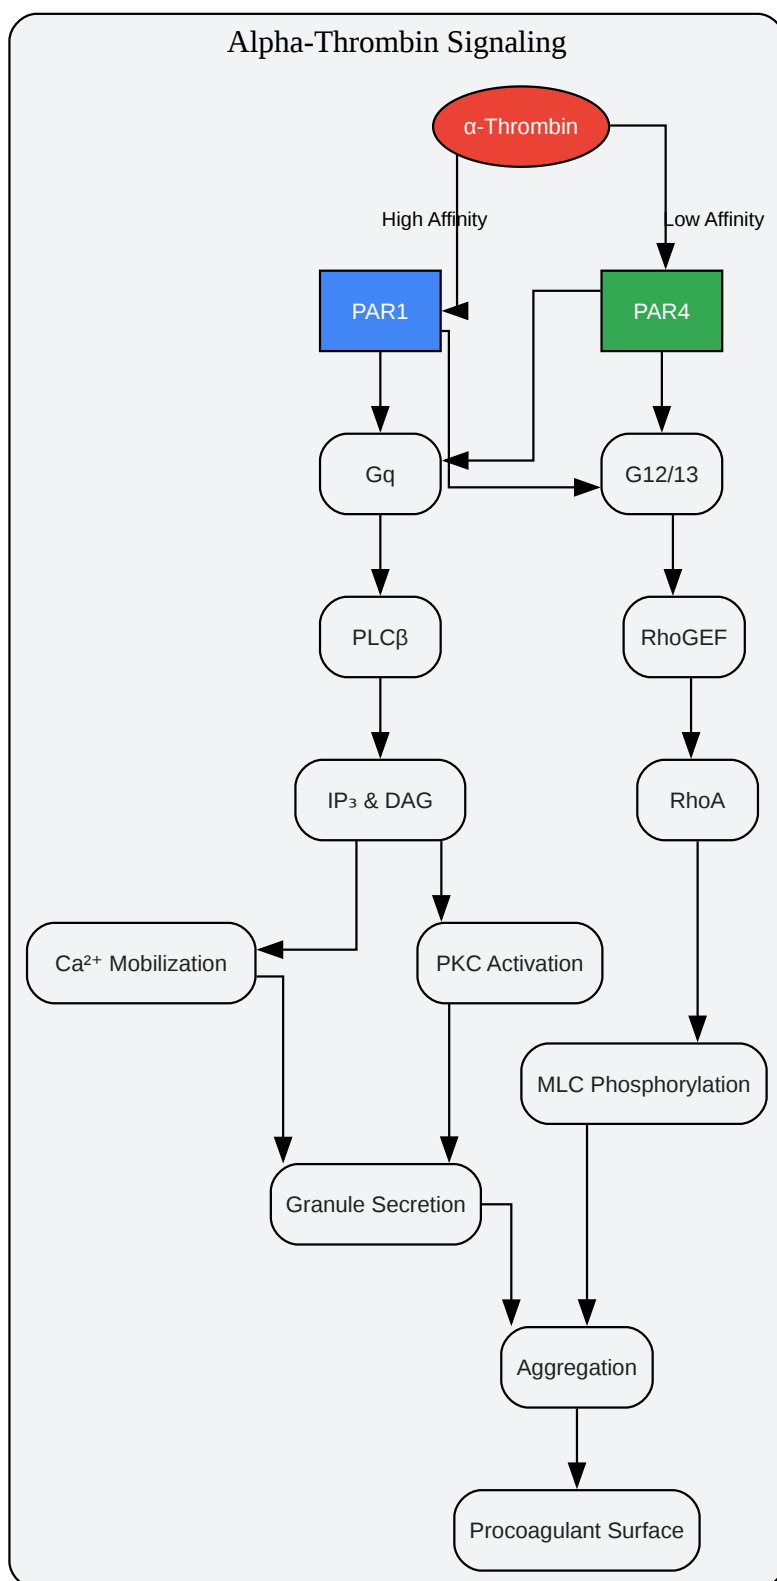 Alpha-Thrombin Signaling
α-Thrombin
High Affinity
Low Affinity
PAR1
PAR4
Gq
G12/13
PLCβ
RhoGEF
IP₃ & DAG
RhoA
Ca²⁺ Mobilization
PKC Activation
MLC Phosphorylation
Granule Secretion
Aggregation
Procoagulant Surface